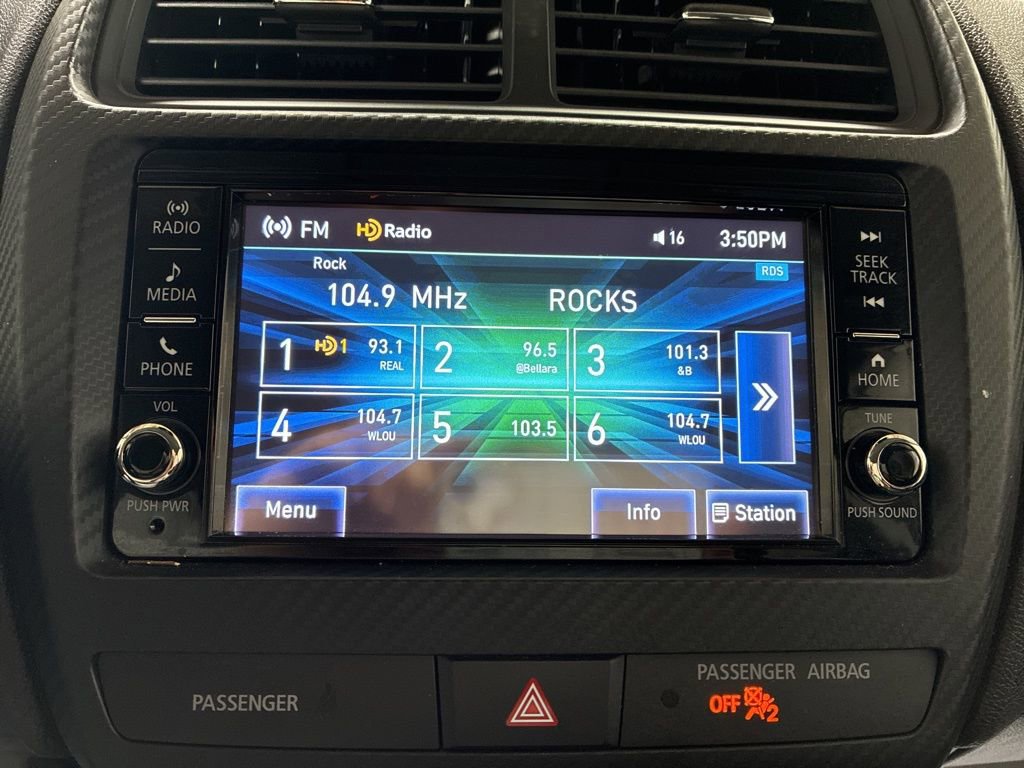 RADIO
MEDIA
PHONE
VOL
PUSH PWR
FM HD Radio 16 3:50PM
Rock RDS
104.9 MHz ROCKS
1 HD1 93.1 REAL
2 96.5 @Bellara
3 101.3 &B
4 104.7 WLOU
5 103.5
6 104.7 WLOU
Menu Info Station
SEEK
TRACK
HOME
TUNE
PUSH SOUND
PASSENGER
PASSENGER AIRBAG
OFF 2